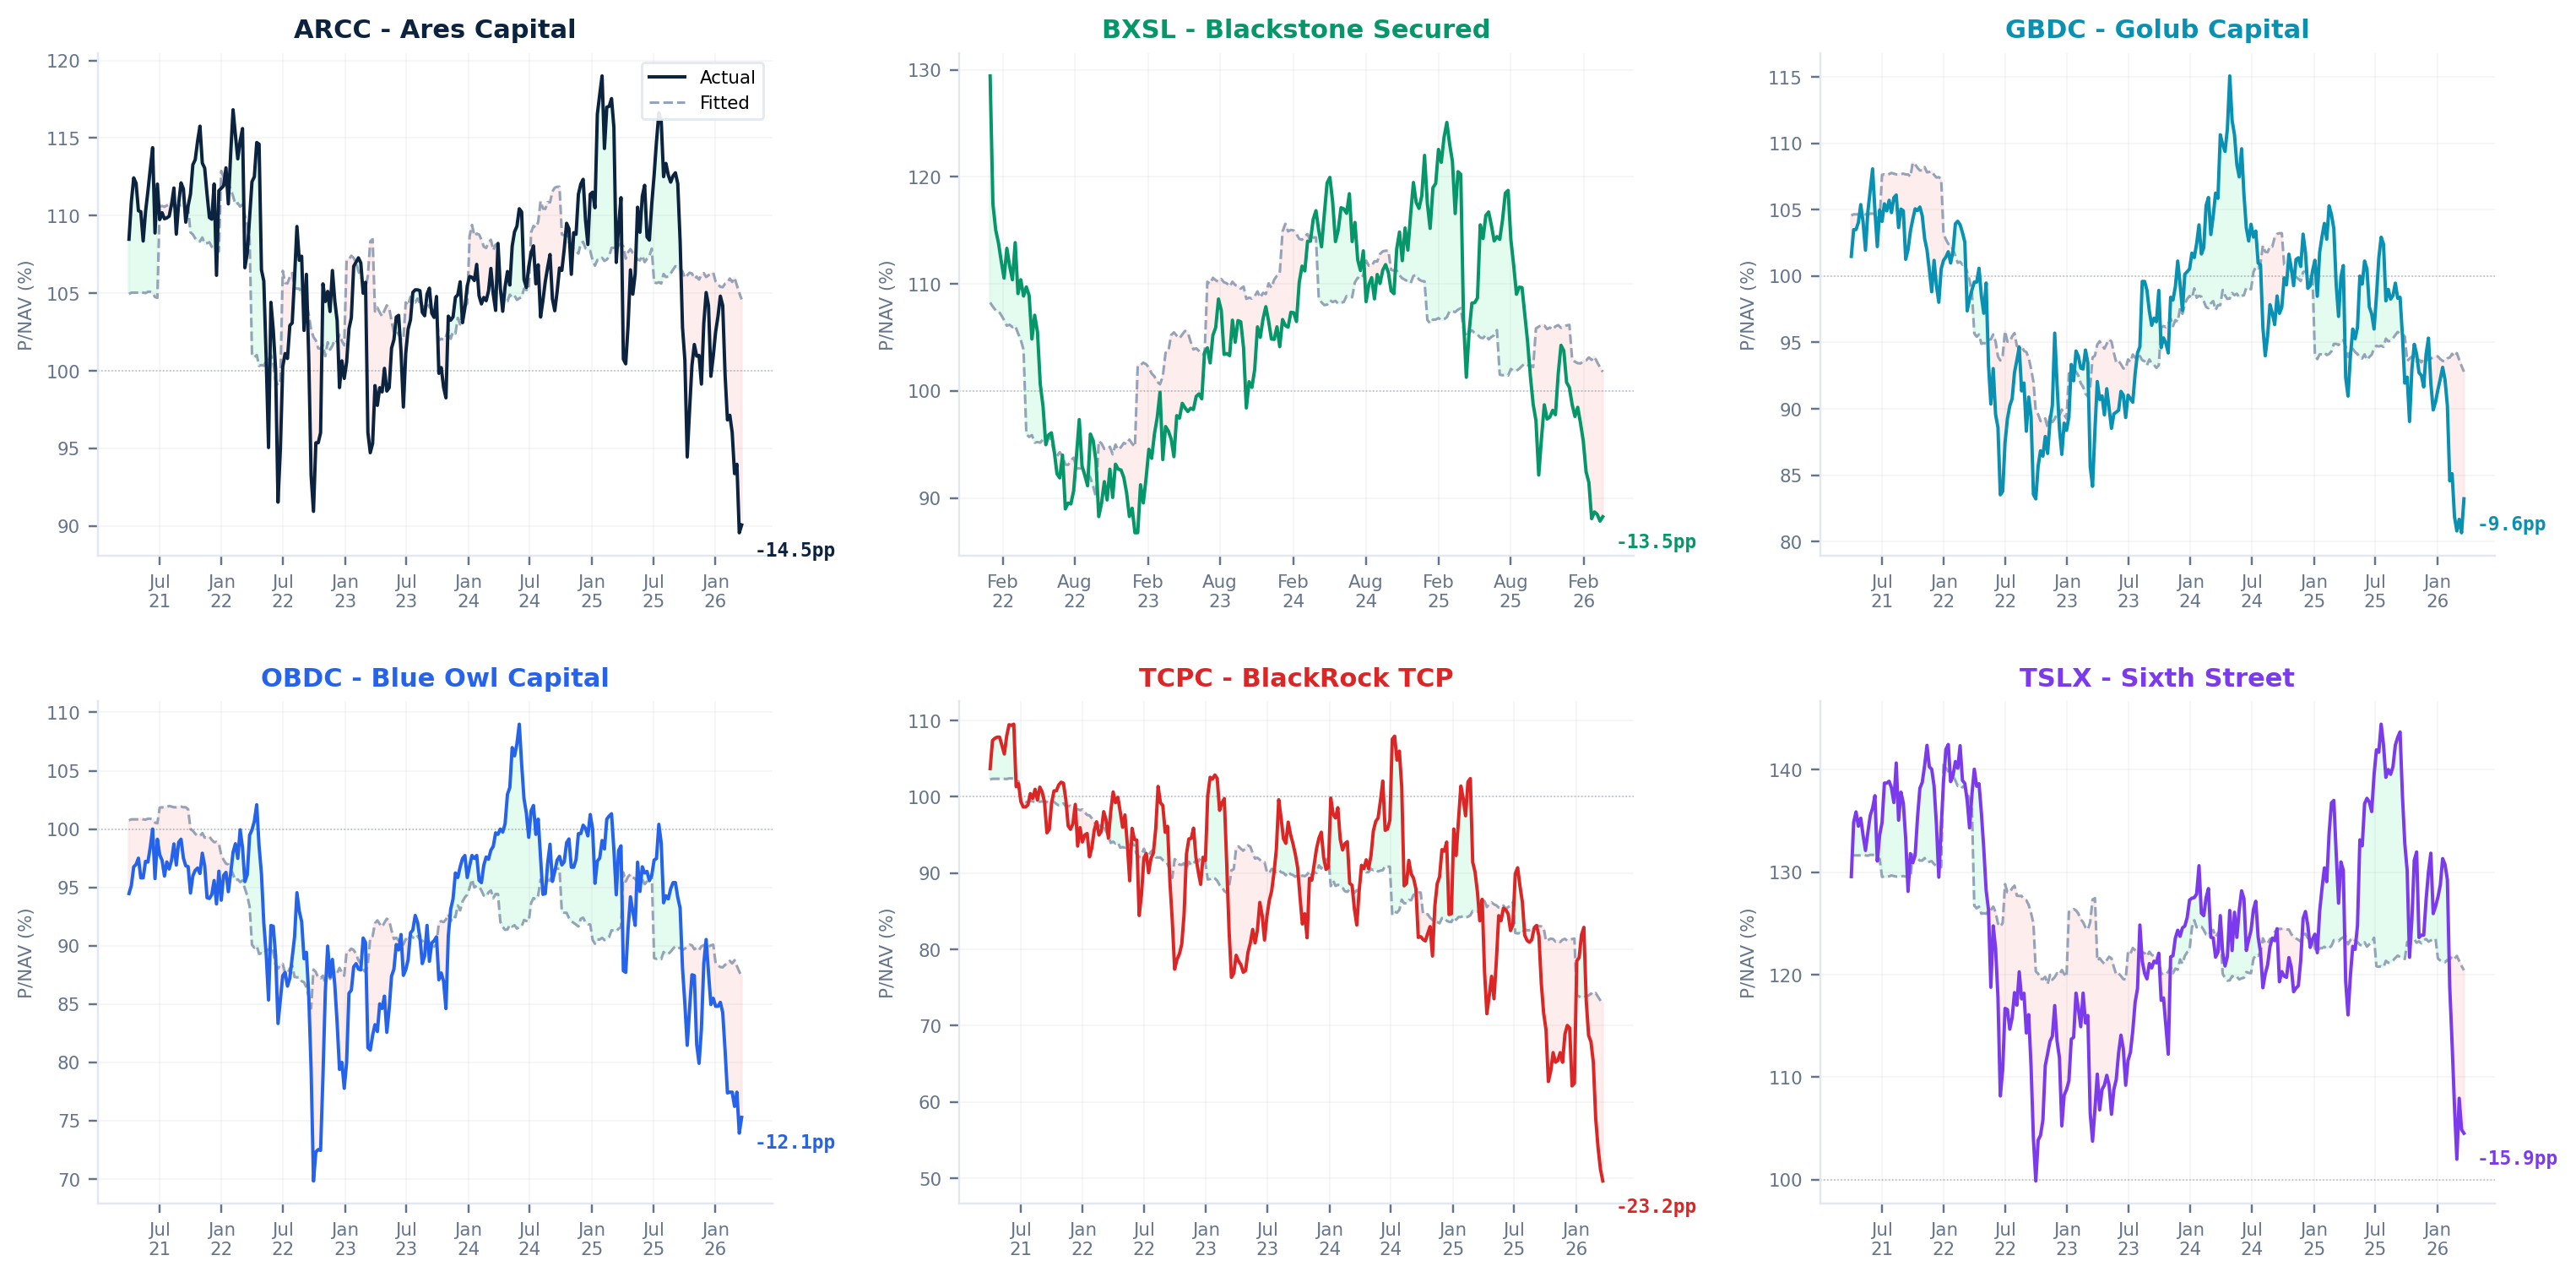 ARCC - Ares Capital
P/NAV (%)
120
115
110
105
100
95
90
Actual
Fitted
-14.5pp
Jul Jan Jul Jan Jul Jan Jul Jan Jul Jan
21 22 22 23 23 24 24 25 25 26
BXSL - Blackstone Secured
P/NAV (%)
130
120
110
100
90
-13.5pp
Feb Aug Feb Aug Feb Aug Feb Aug Feb
22 22 23 23 24 24 25 25 26
GBDC - Golub Capital
P/NAV (%)
115
110
105
100
95
90
85
80
-9.6pp
Jul Jan Jul Jan Jul Jan Jul Jan Jul Jan
21 22 22 23 23 24 24 25 25 26
OBDC - Blue Owl Capital
P/NAV (%)
110
105
100
95
90
85
80
75
70
-12.1pp
Jul Jan Jul Jan Jul Jan Jul Jan Jul Jan
21 22 22 23 23 24 24 25 25 26
TCPC - BlackRock TCP
P/NAV (%)
110
100
90
80
70
60
50
-23.2pp
Jul Jan Jul Jan Jul Jan Jul Jan Jul Jan
21 22 22 23 23 24 24 25 25 26
TSLX - Sixth Street
P/NAV (%)
140
130
120
110
100
-15.9pp
Jul Jan Jul Jan Jul Jan Jul Jan Jul Jan
21 22 22 23 23 24 24 25 25 26